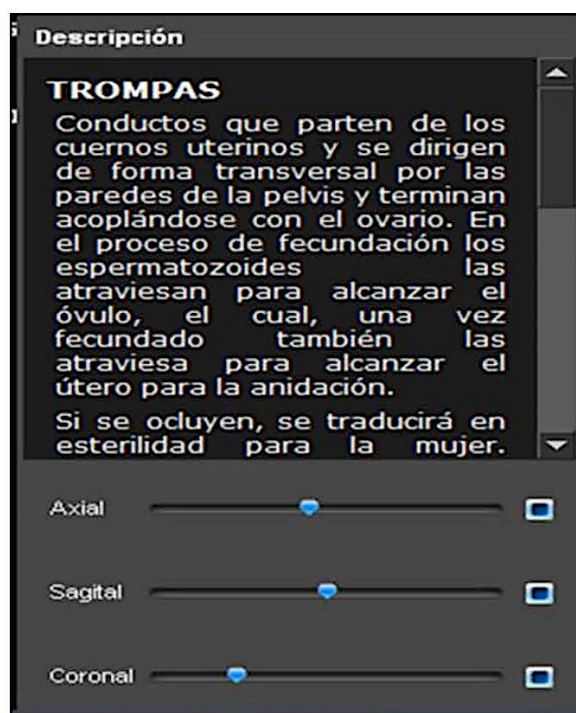 Descripción
TROMPAS
Conductos que parten de los
cuernos uterinos y se dirigen
de forma transversal por las
paredes de la pelvis y terminan
acoplándose con el ovario. En
el proceso de fecundación los
espermatozoides las
atraviesan para alcanzar el
óvulo, el cual, una vez
fecundado también las
atraviesa para alcanzar el
útero para la anidación.
Si se ocluyen, se traducirá en
esterilidad para la mujer.
Axial
Sagital
Coronal